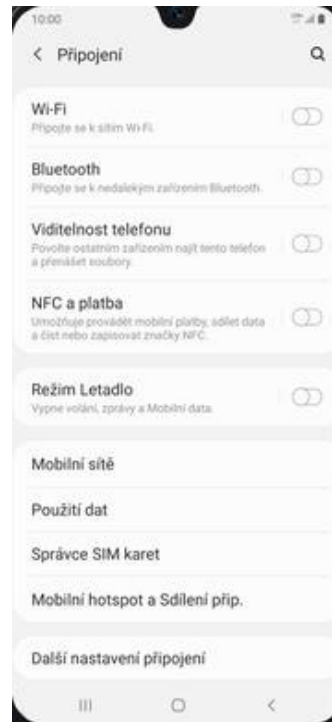 10:00
Připojení
Wi-Fi
Připojte se k sítím Wi-Fi.
Bluetooth
Připojte se k nedalekým zařízením Bluetooth.
Viditelnost telefonu
Povolte ostatním zařízením najít tento telefon
a přenášet soubory.
NFC a platba
Umožňuje provádět mobilní platby, sdílet data
a číst nebo zapisovat značky NFC.
Režim Letadlo
Vypne volání, zprávy a Mobilní data.
Mobilní sítě
Použití dat
Správce SIM karet
Mobilní hotspot a Sdílení přip.
Další nastavení připojení